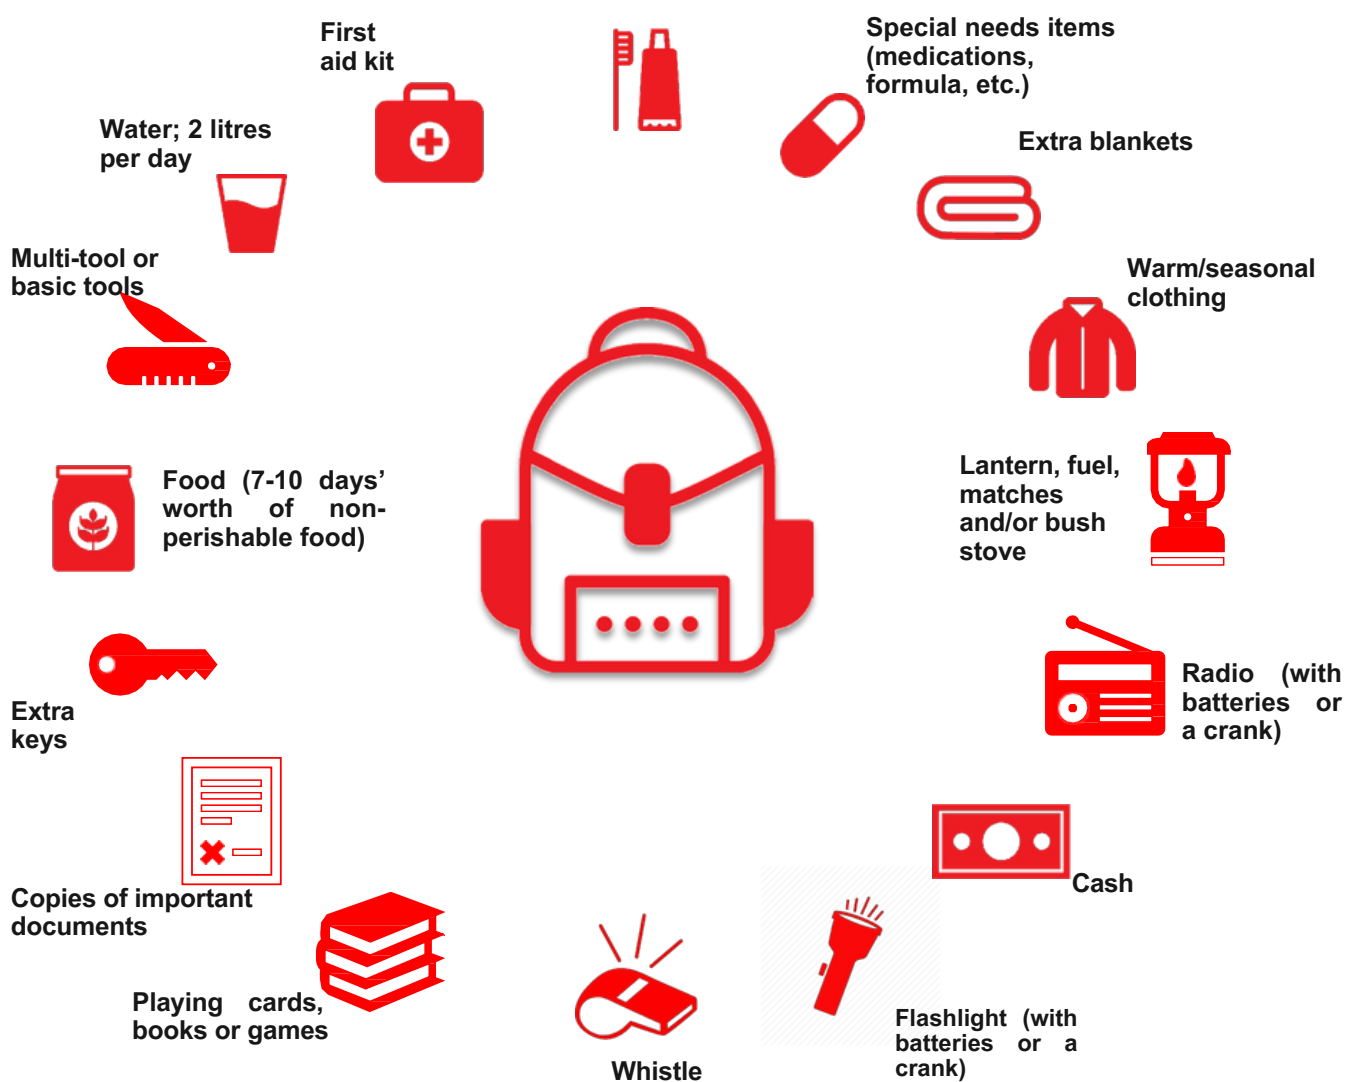 First
aid kit
Special needs items
(medications,
formula, etc.)
Water; 2 litres
per day
Extra blankets
Multi-tool or
basic tools
Warm/seasonal
clothing
Food (7-10 days’
worth of non-
perishable food)
Lantern, fuel,
matches
and/or bush
stove
Extra
keys
Radio (with
batteries or
a crank)
Copies of important
documents
Cash
Playing cards,
books or games
Whistle
Flashlight (with
batteries or a
crank)